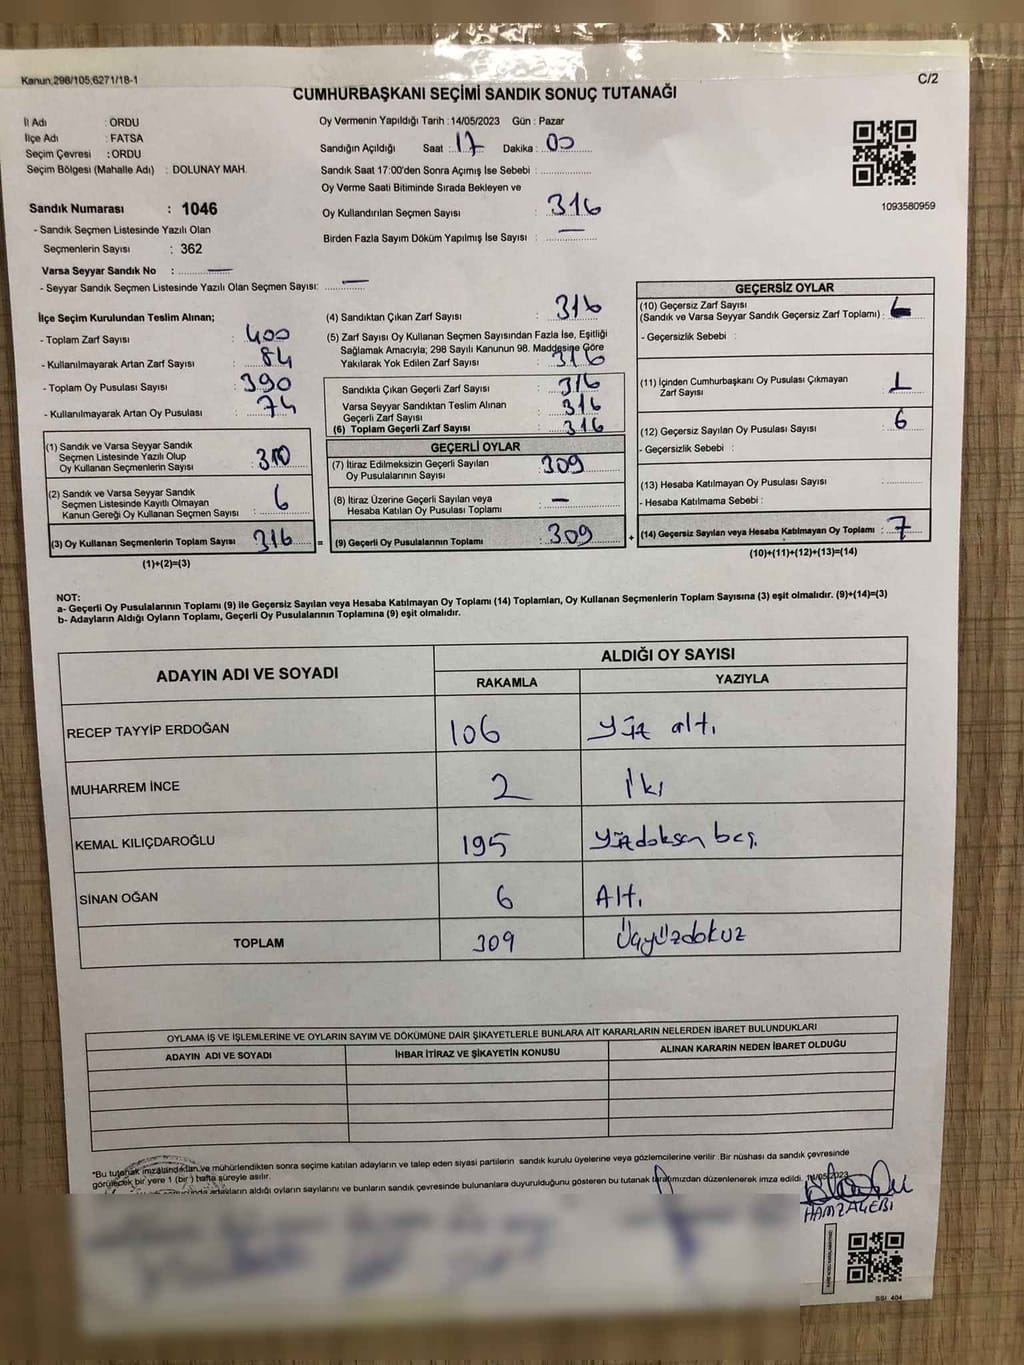 Kanun,298/105,6271/18-1
C/2
CUMHURBAŞKANI SEÇİMİ SANDIK SONUÇ TUTANAĞI
İl Adı : ORDU
İlçe Adı : FATSA
Seçim Çevresi : ORDU
Seçim Bölgesi (Mahalle Adı) : DOLUNAY MAH.
Sandık Numarası : 1046
- Sandık Seçmen Listesinde Yazılı Olan
Seçmenlerin Sayısı : 362
Varsa Seyyar Sandık No : —
- Seyyar Sandık Seçmen Listesinde Yazılı Olan Seçmen Sayısı: —
Oy Vermenin Yapıldığı Tarih :14/05/2023 Gün : Pazar
Sandığın Açıldığı Saat : 17 Dakika : 00
Sandık Saat 17:00'den Sonra Açımış İse Sebebi :
Oy Verme Saati Bitiminde Sırada Bekleyen ve
Oy Kullandırılan Seçmen Sayısı : 316
Birden Fazla Sayım Döküm Yapılmış İse Sayısı : —
1093580959
İlçe Seçim Kurulundan Teslim Alınan;
- Toplam Zarf Sayısı : 400
- Kullanılmayarak Artan Zarf Sayısı : 84
- Toplam Oy Pusulası Sayısı : 390
- Kullanılmayarak Artan Oy Pusulası : 74
(1) Sandık ve Varsa Seyyar Sandık
Seçmen Listesinde Yazılı Olup
Oy Kullanan Seçmenlerin Sayısı : 310
(2) Sandık ve Varsa Seyyar Sandık
Seçmen Listesinde Kayıtlı Olmayan
Kanun Gereği Oy Kullanan Seçmen Sayısı : 6
(3) Oy Kullanan Seçmenlerin Toplam Sayısı 316
(1)+(2)=(3)
(4) Sandıktan Çıkan Zarf Sayısı : 316
(5) Zarf Sayısı Oy Kullanan Seçmen Sayısından Fazla İse, Eşitliği
Sağlamak Amacıyla; 298 Sayılı Kanunun 98. Maddesine Göre
Yakılarak Yok Edilen Zarf Sayısı : 316
Sandıkta Çıkan Geçerli Zarf Sayısı : 316
Varsa Seyyar Sandıktan Teslim Alınan
Geçerli Zarf Sayısı : 316
(6) Toplam Geçerli Zarf Sayısı : 316
GEÇERLİ OYLAR
(7) İtiraz Edilmeksizin Geçerli Sayılan
Oy Pusulalarının Sayısı : 309
(8) İtiraz Üzerine Geçerli Sayılan veya
Hesaba Katılan Oy Pusulası Toplamı : —
= (9) Geçerli Oy Pusulalarının Toplamı : 309
GEÇERSİZ OYLAR
(10) Geçersiz Zarf Sayısı
(Sandık ve Varsa Seyyar Sandık Geçersiz Zarf Toplamı) :
- Geçersizlik Sebebi :
(11) İçinden Cumhurbaşkanı Oy Pusulası Çıkmayan
Zarf Sayısı : 1
(12) Geçersiz Sayılan Oy Pusulası Sayısı : 6
- Geçersizlik Sebebi :
(13) Hesaba Katılmayan Oy Pusulası Sayısı :
- Hesaba Katılmama Sebebi :
+ (14) Geçersiz Sayılan veya Hesaba Katılmayan Oy Toplamı : 7
(10)+(11)+(12)+(13)=(14)
NOT:
a- Geçerli Oy Pusulalarının Toplamı (9) ile Geçersiz Sayılan veya Hesaba Katılmayan Oy Toplamı (14) Toplamları, Oy Kullanan Seçmenlerin Toplam Sayısına (3) eşit olmalıdır. (9)+(14)=(3)
b- Adayların Aldığı Oyların Toplamı, Geçerli Oy Pusulalarının Toplamına (9) eşit olmalıdır.
ADAYIN ADI VE SOYADI
ALDIĞI OY SAYISI
RAKAMLA YAZIYLA
RECEP TAYYİP ERDOĞAN 106 Yüz altı
MUHARREM İNCE 2 İki
KEMAL KILIÇDAROĞLU 195 Yüzdoksan beş.
SİNAN OĞAN 6 Altı
TOPLAM 309 Üçyüzdokuz
OYLAMA İŞ VE İŞLEMLERİNE VE OYLARIN SAYIM VE DÖKÜMÜNE DAİR ŞİKAYETLERLE BUNLARA AİT KARARLARIN NELERDEN İBARET BULUNDUKLARI
ADAYIN ADI VE SOYADI İHBAR İTİRAZ VE ŞİKAYETİN KONUSU ALINAN KARARIN NEDEN İBARET OLDUĞU
*Bu tutanak imzalandıktan ve mühürlendikten sonra seçime katılan adayların ve talep eden siyasi partilerin sandık kurulu üyelerine veya gözlemcilerine verilir .Bir nüshası da sandık çevresinde
görülecek bir yere 1 (bir ) hafta süreyle asılır.
adayların aldığı oyların sayılarını ve bunların sandık çevresinde bulunanlara duyurulduğunu gösteren bu tutanak tarafımızdan düzenlenerek imza edildi. 14/05/2023
HAMZAÇEBİ
SSI_404